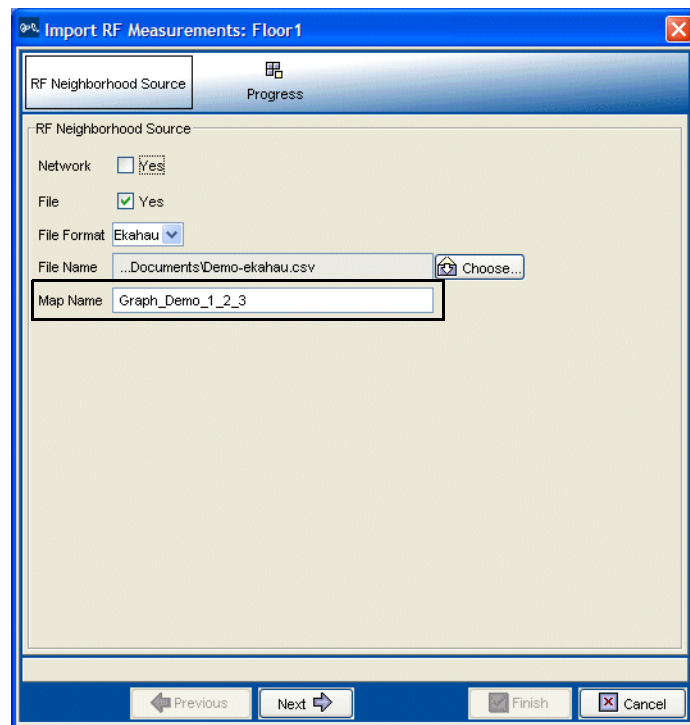 Import RF Measurements: Floor1
RF Neighborhood Source
Progress
RF Neighborhood Source
Network Yes
File Yes
File Format Ekahau
File Name ...Documents\Demo-ekahau.csv Choose...
Map Name Graph_Demo_1_2_3
Previous Next Finish Cancel